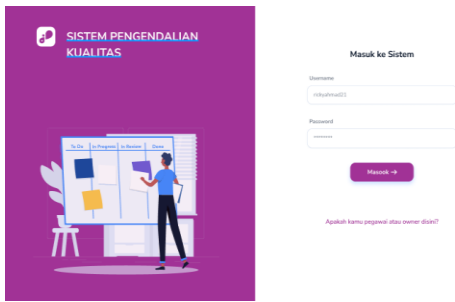 SISTEM PENGENDALIAN
KUALITAS
To Do
In Progress
In Review
Done
Masuk ke Sistem
Username
Password
********
Masook →
Apakah kamu pegawai atau owner disini?